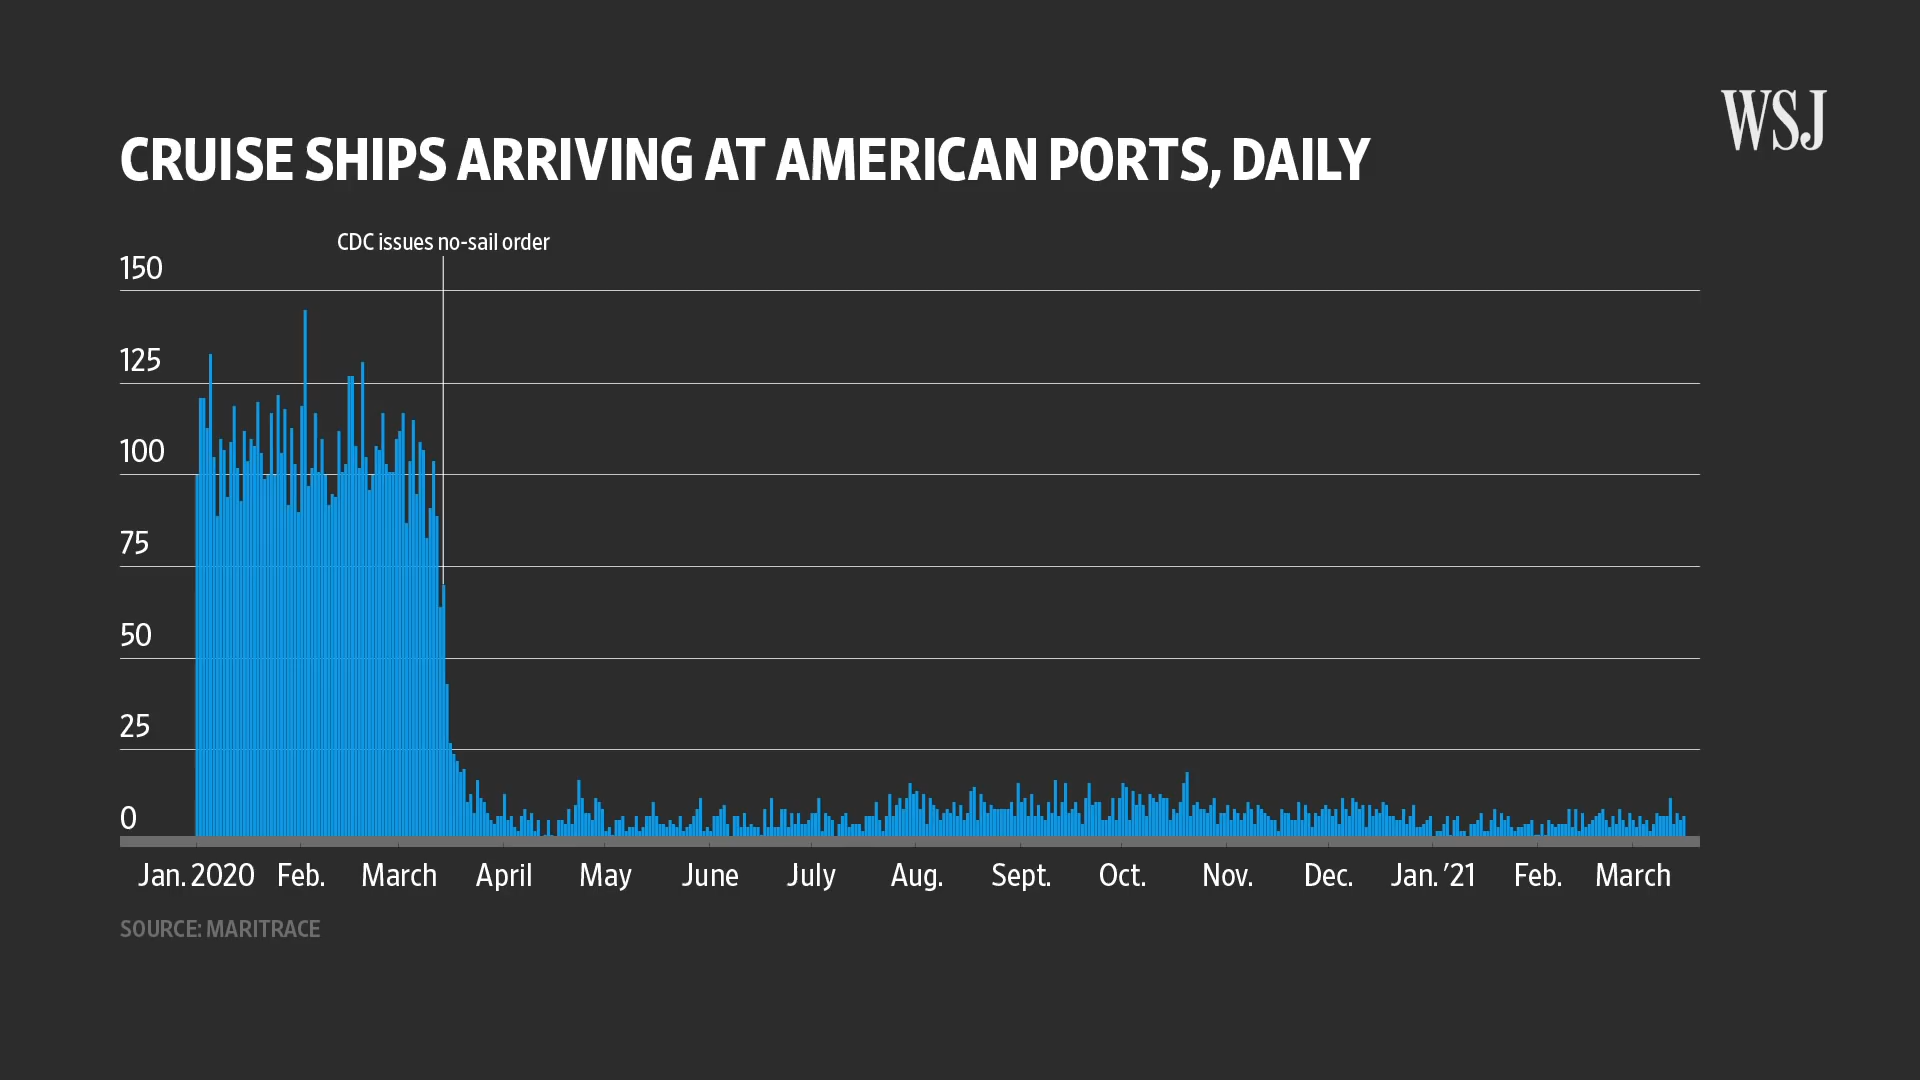 WSJ
CRUISE SHIPS ARRIVING AT AMERICAN PORTS, DAILY
CDC issues no-sail order
150
125
100
75
50
25
0
Jan. 2020 Feb. March April May June July Aug. Sept. Oct. Nov. Dec. Jan. ’21 Feb. March
SOURCE: MARITRACE